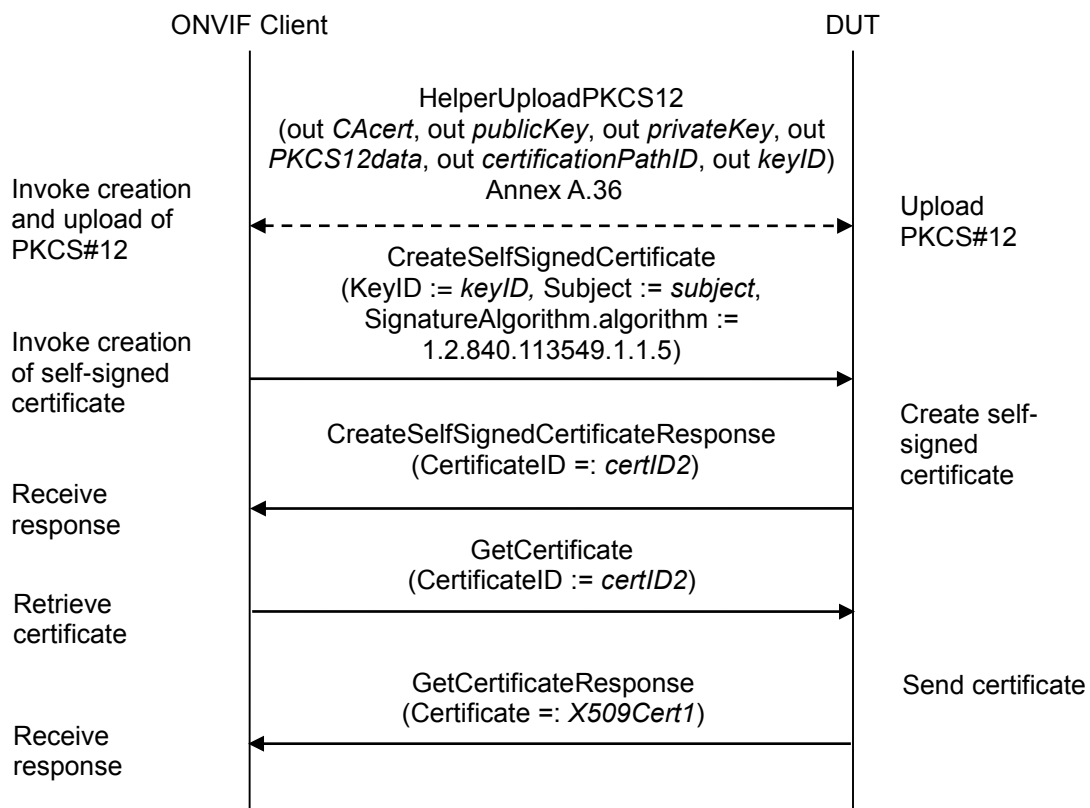 ONVIF Client
DUT
HelperUploadPKCS12
(out CAcert, out publicKey, out privateKey, out
PKCS12data, out certificationPathID, out keyID)
Annex A.36
Invoke creation
and upload of
PKCS#12
Upload
PKCS#12
CreateSelfSignedCertificate
(KeyID := keyID, Subject := subject,
SignatureAlgorithm.algorithm :=
1.2.840.113549.1.1.5)
Invoke creation
of self-signed
certificate
Create self-
signed
certificate
CreateSelfSignedCertificateResponse
(CertificateID =: certID2)
Receive
response
GetCertificate
(CertificateID := certID2)
Retrieve
certificate
GetCertificateResponse
(Certificate =: X509Cert1)
Send certificate
Receive
response